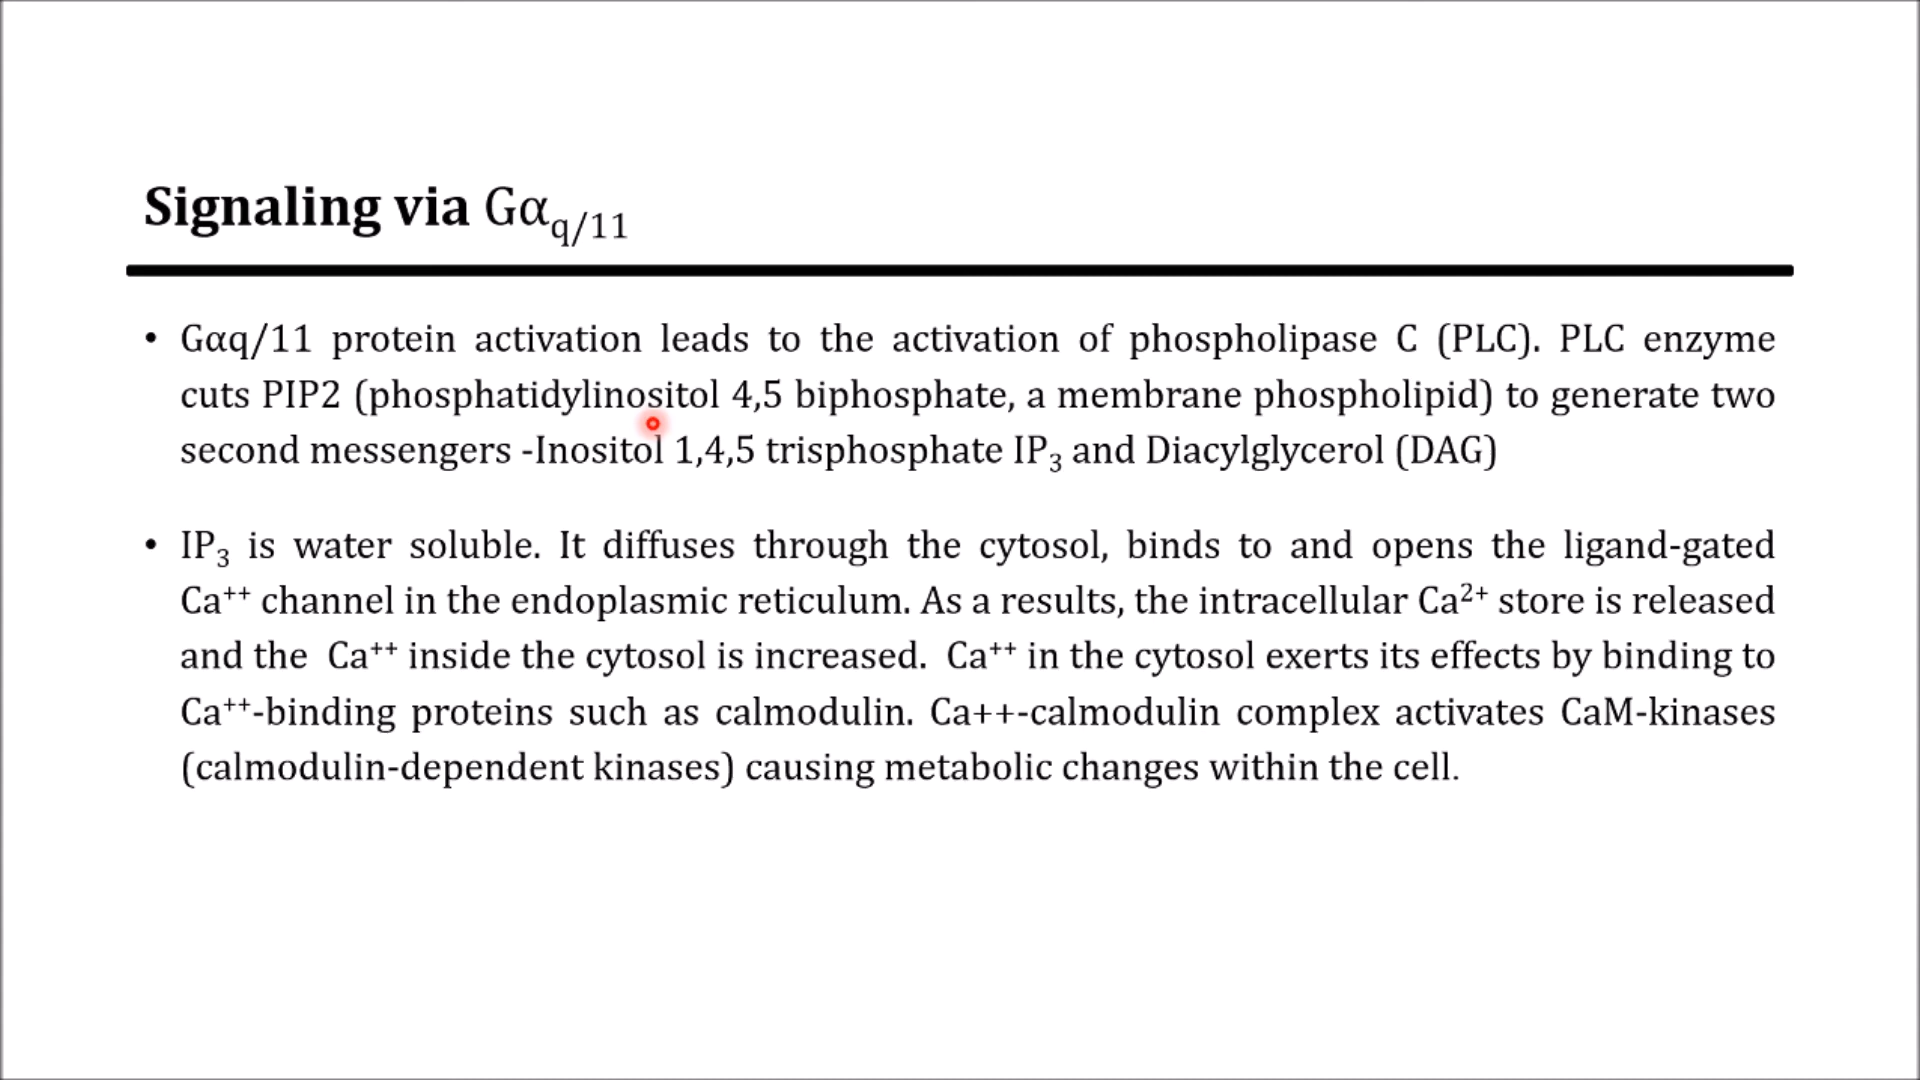 Signaling via Gα_q/11
• Gαq/11 protein activation leads to the activation of phospholipase C (PLC). PLC enzyme
cuts PIP2 (phosphatidylinositol 4,5 biphosphate, a membrane phospholipid) to generate two
second messengers -Inositol 1,4,5 trisphosphate IP₃ and Diacylglycerol (DAG)
• IP₃ is water soluble. It diffuses through the cytosol, binds to and opens the ligand-gated
Ca⁺⁺ channel in the endoplasmic reticulum. As a results, the intracellular Ca²⁺ store is released
and the Ca⁺⁺ inside the cytosol is increased. Ca⁺⁺ in the cytosol exerts its effects by binding to
Ca⁺⁺-binding proteins such as calmodulin. Ca++-calmodulin complex activates CaM-kinases
(calmodulin-dependent kinases) causing metabolic changes within the cell.